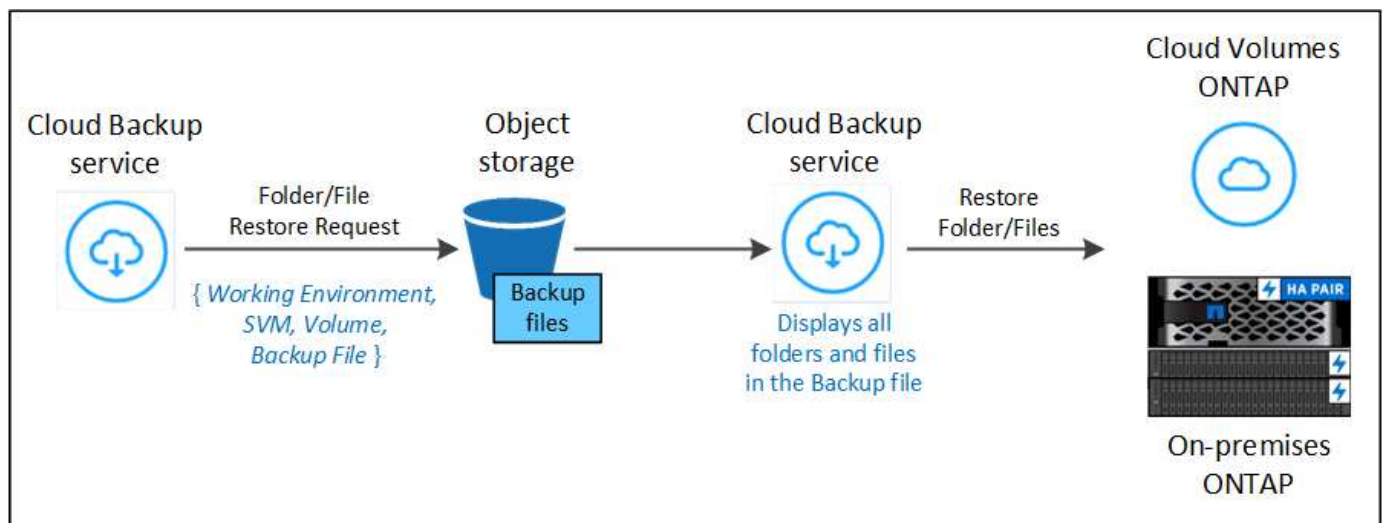 Cloud Backup
service
Folder/File
Restore Request
{ Working Environment,
SVM, Volume,
Backup File }
Object
storage
Backup
files
Cloud Backup
service
Displays all
folders and files
in the Backup file
Restore
Folder/Files
Cloud Volumes
ONTAP
HA PAIR
On-premises
ONTAP